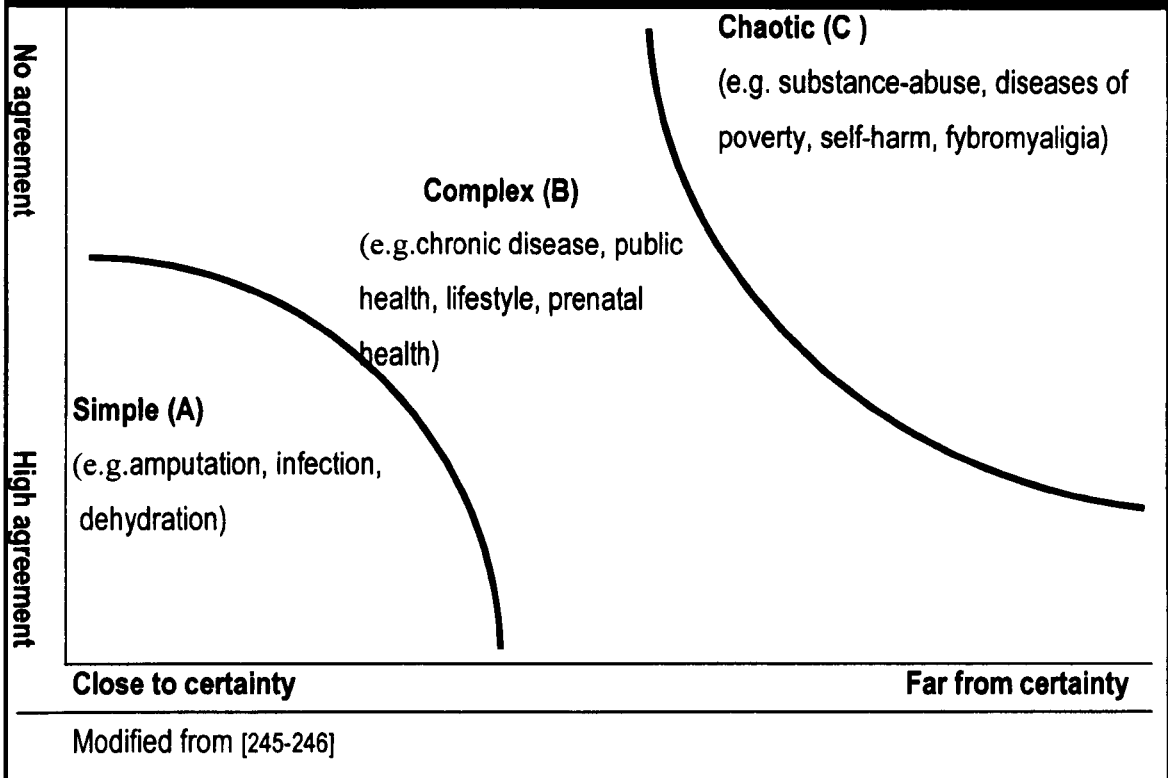 No agreement
High agreement
Chaotic (C )
(e.g. substance-abuse, diseases of
poverty, self-harm, fybromyaligia)
Complex (B)
(e.g.chronic disease, public
health, lifestyle, prenatal
health)
Simple (A)
(e.g.amputation, infection,
dehydration)
Close to certainty
Far from certainty
Modified from [245-246]